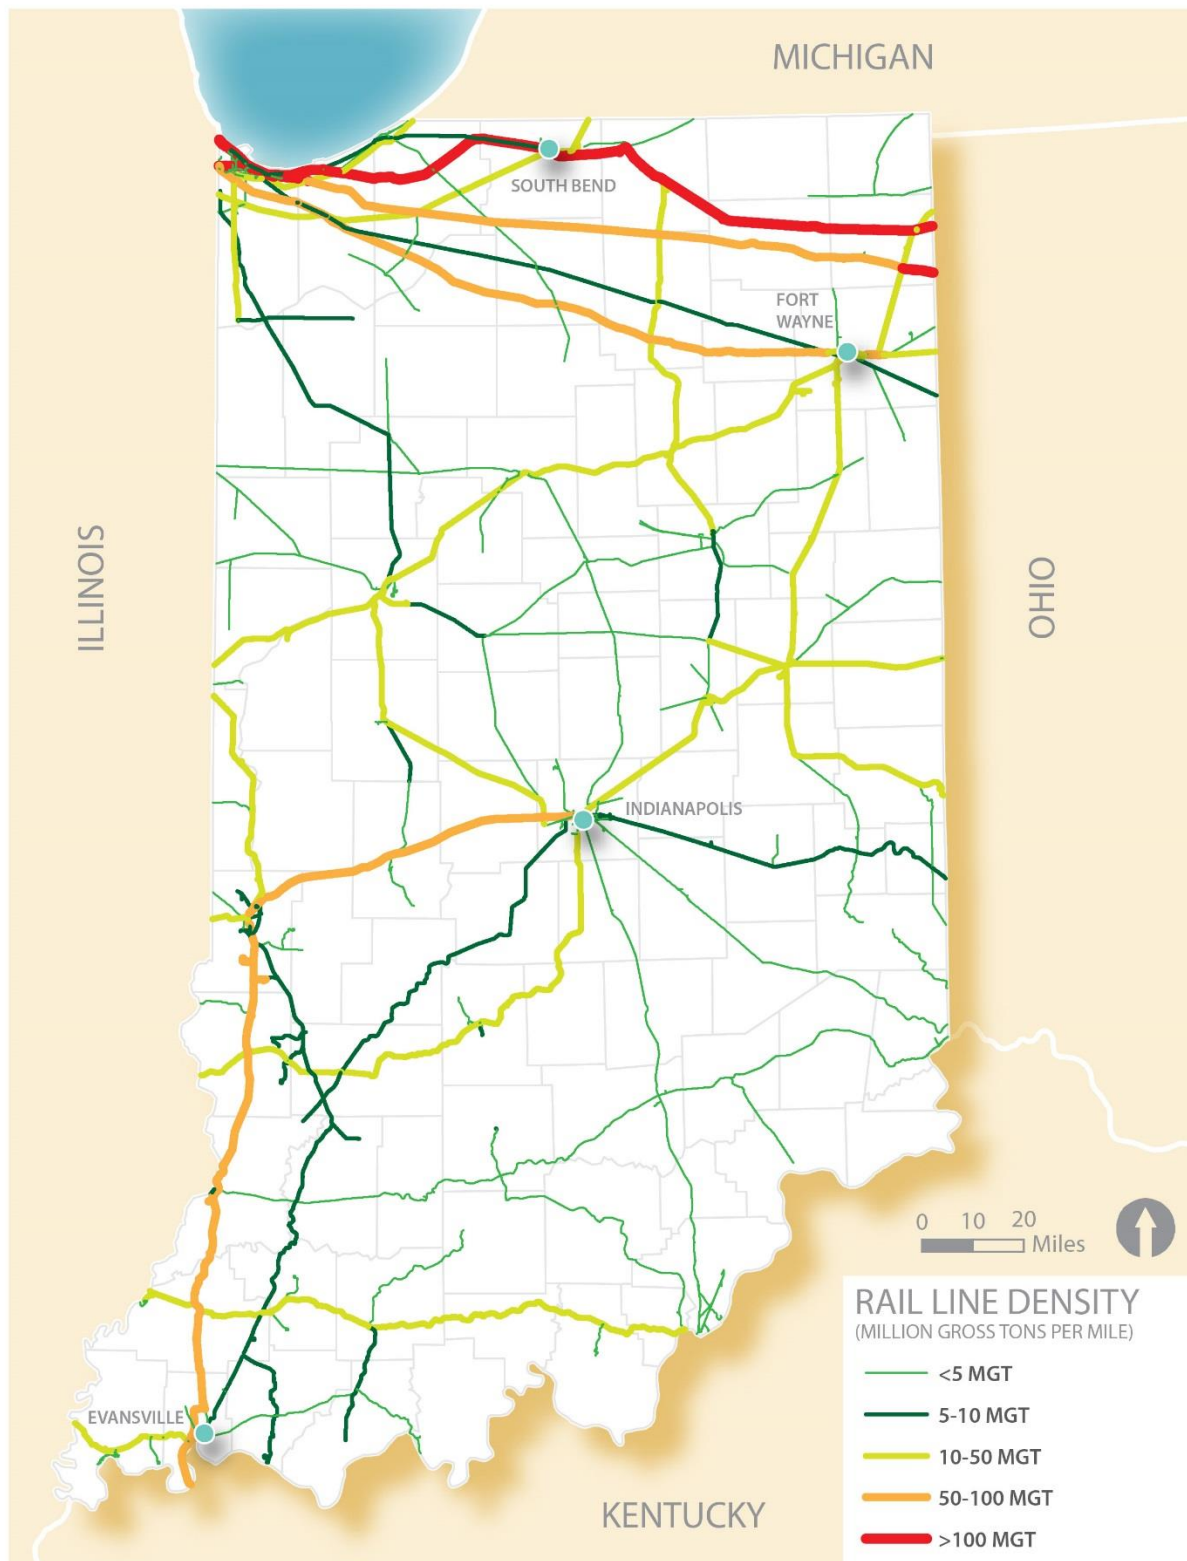 MICHIGAN
SOUTH BEND
FORT
WAYNE
ILLINOIS
OHIO
INDIANAPOLIS
EVANSVILLE
KENTUCKY
0 10 20
Miles
RAIL LINE DENSITY
(MILLION GROSS TONS PER MILE)
<5 MGT
5-10 MGT
10-50 MGT
50-100 MGT
>100 MGT